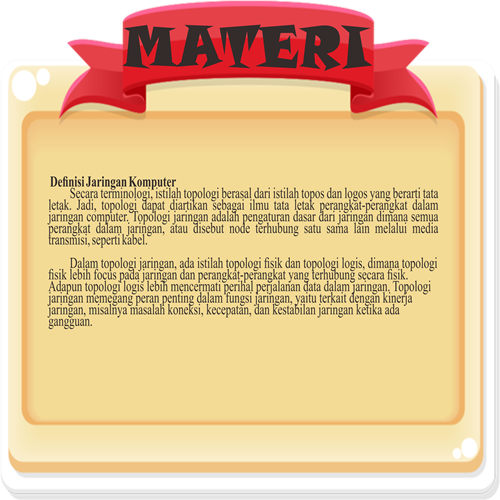 MATERI
Definisi Jaringan Komputer
Secara terminologi, istilah topologi berasal dari istilah topos dan logos yang berarti tata
letak. Jadi, topologi dapat diartikan sebagai ilmu tata letak perangkat-perangkat dalam
jaringan computer. Topologi jaringan adalah pengaturan dasar dari jaringan dimana semua
perangkat dalam jaringan, atau disebut node terhubung satu sama lain melalui media
transmisi, seperti kabel.
Dalam topologi jaringan, ada istilah topologi fisik dan topologi logis, dimana topologi
fisik lebih focus pada jaringan dan perangkat-perangkat yang terhubung secara fisik.
Adapun topologi logis lebih mencermati perihal perjalanan data dalam jaringan. Topologi
jaringan memegang peran penting dalam fungsi jaringan, yaitu terkait dengan kinerja
jaringan, misalnya masalah koneksi, kecepatan, dan kestabilan jaringan ketika ada
gangguan.